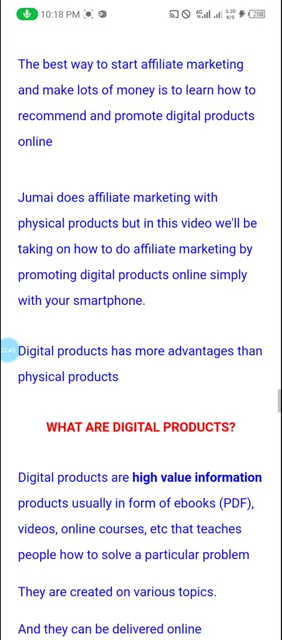 10:18 PM 4G 3.20 K/S
The best way to start affiliate marketing
and make lots of money is to learn how to
recommend and promote digital products
online
Jumai does affiliate marketing with
physical products but in this video we'll be
taking on how to do affiliate marketing by
promoting digital products online simply
with your smartphone.
Digital products has more advantages than
physical products
WHAT ARE DIGITAL PRODUCTS?
Digital products are high value information
products usually in form of ebooks (PDF),
videos, online courses, etc that teaches
people how to solve a particular problem
They are created on various topics.
And they can be delivered online